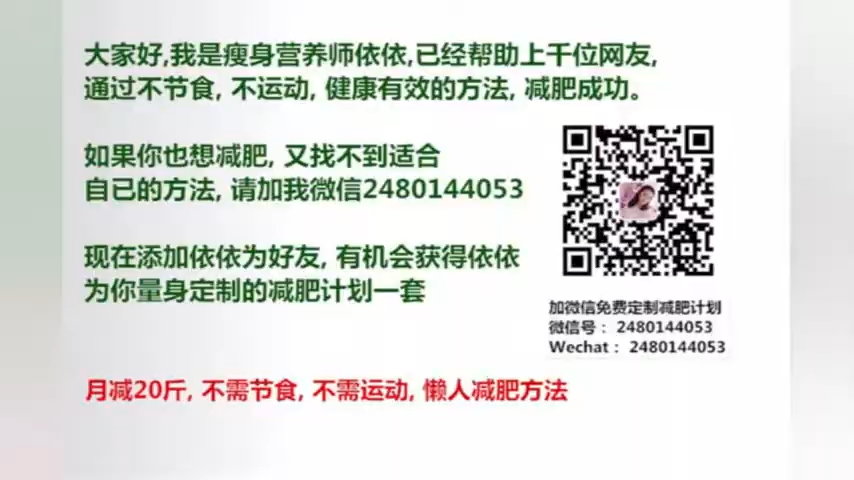 大家好,我是瘦身营养师依依,已经帮助上千位网友,
通过不节食, 不运动, 健康有效的方法, 减肥成功。
如果你也想减肥, 又找不到适合
自已的方法, 请加我微信2480144053
现在添加依依为好友, 有机会获得依依
为你量身定制的减肥计划一套
加微信免费定制减肥计划
微信号： 2480144053
Wechat： 2480144053
月减20斤, 不需节食, 不需运动, 懒人减肥方法